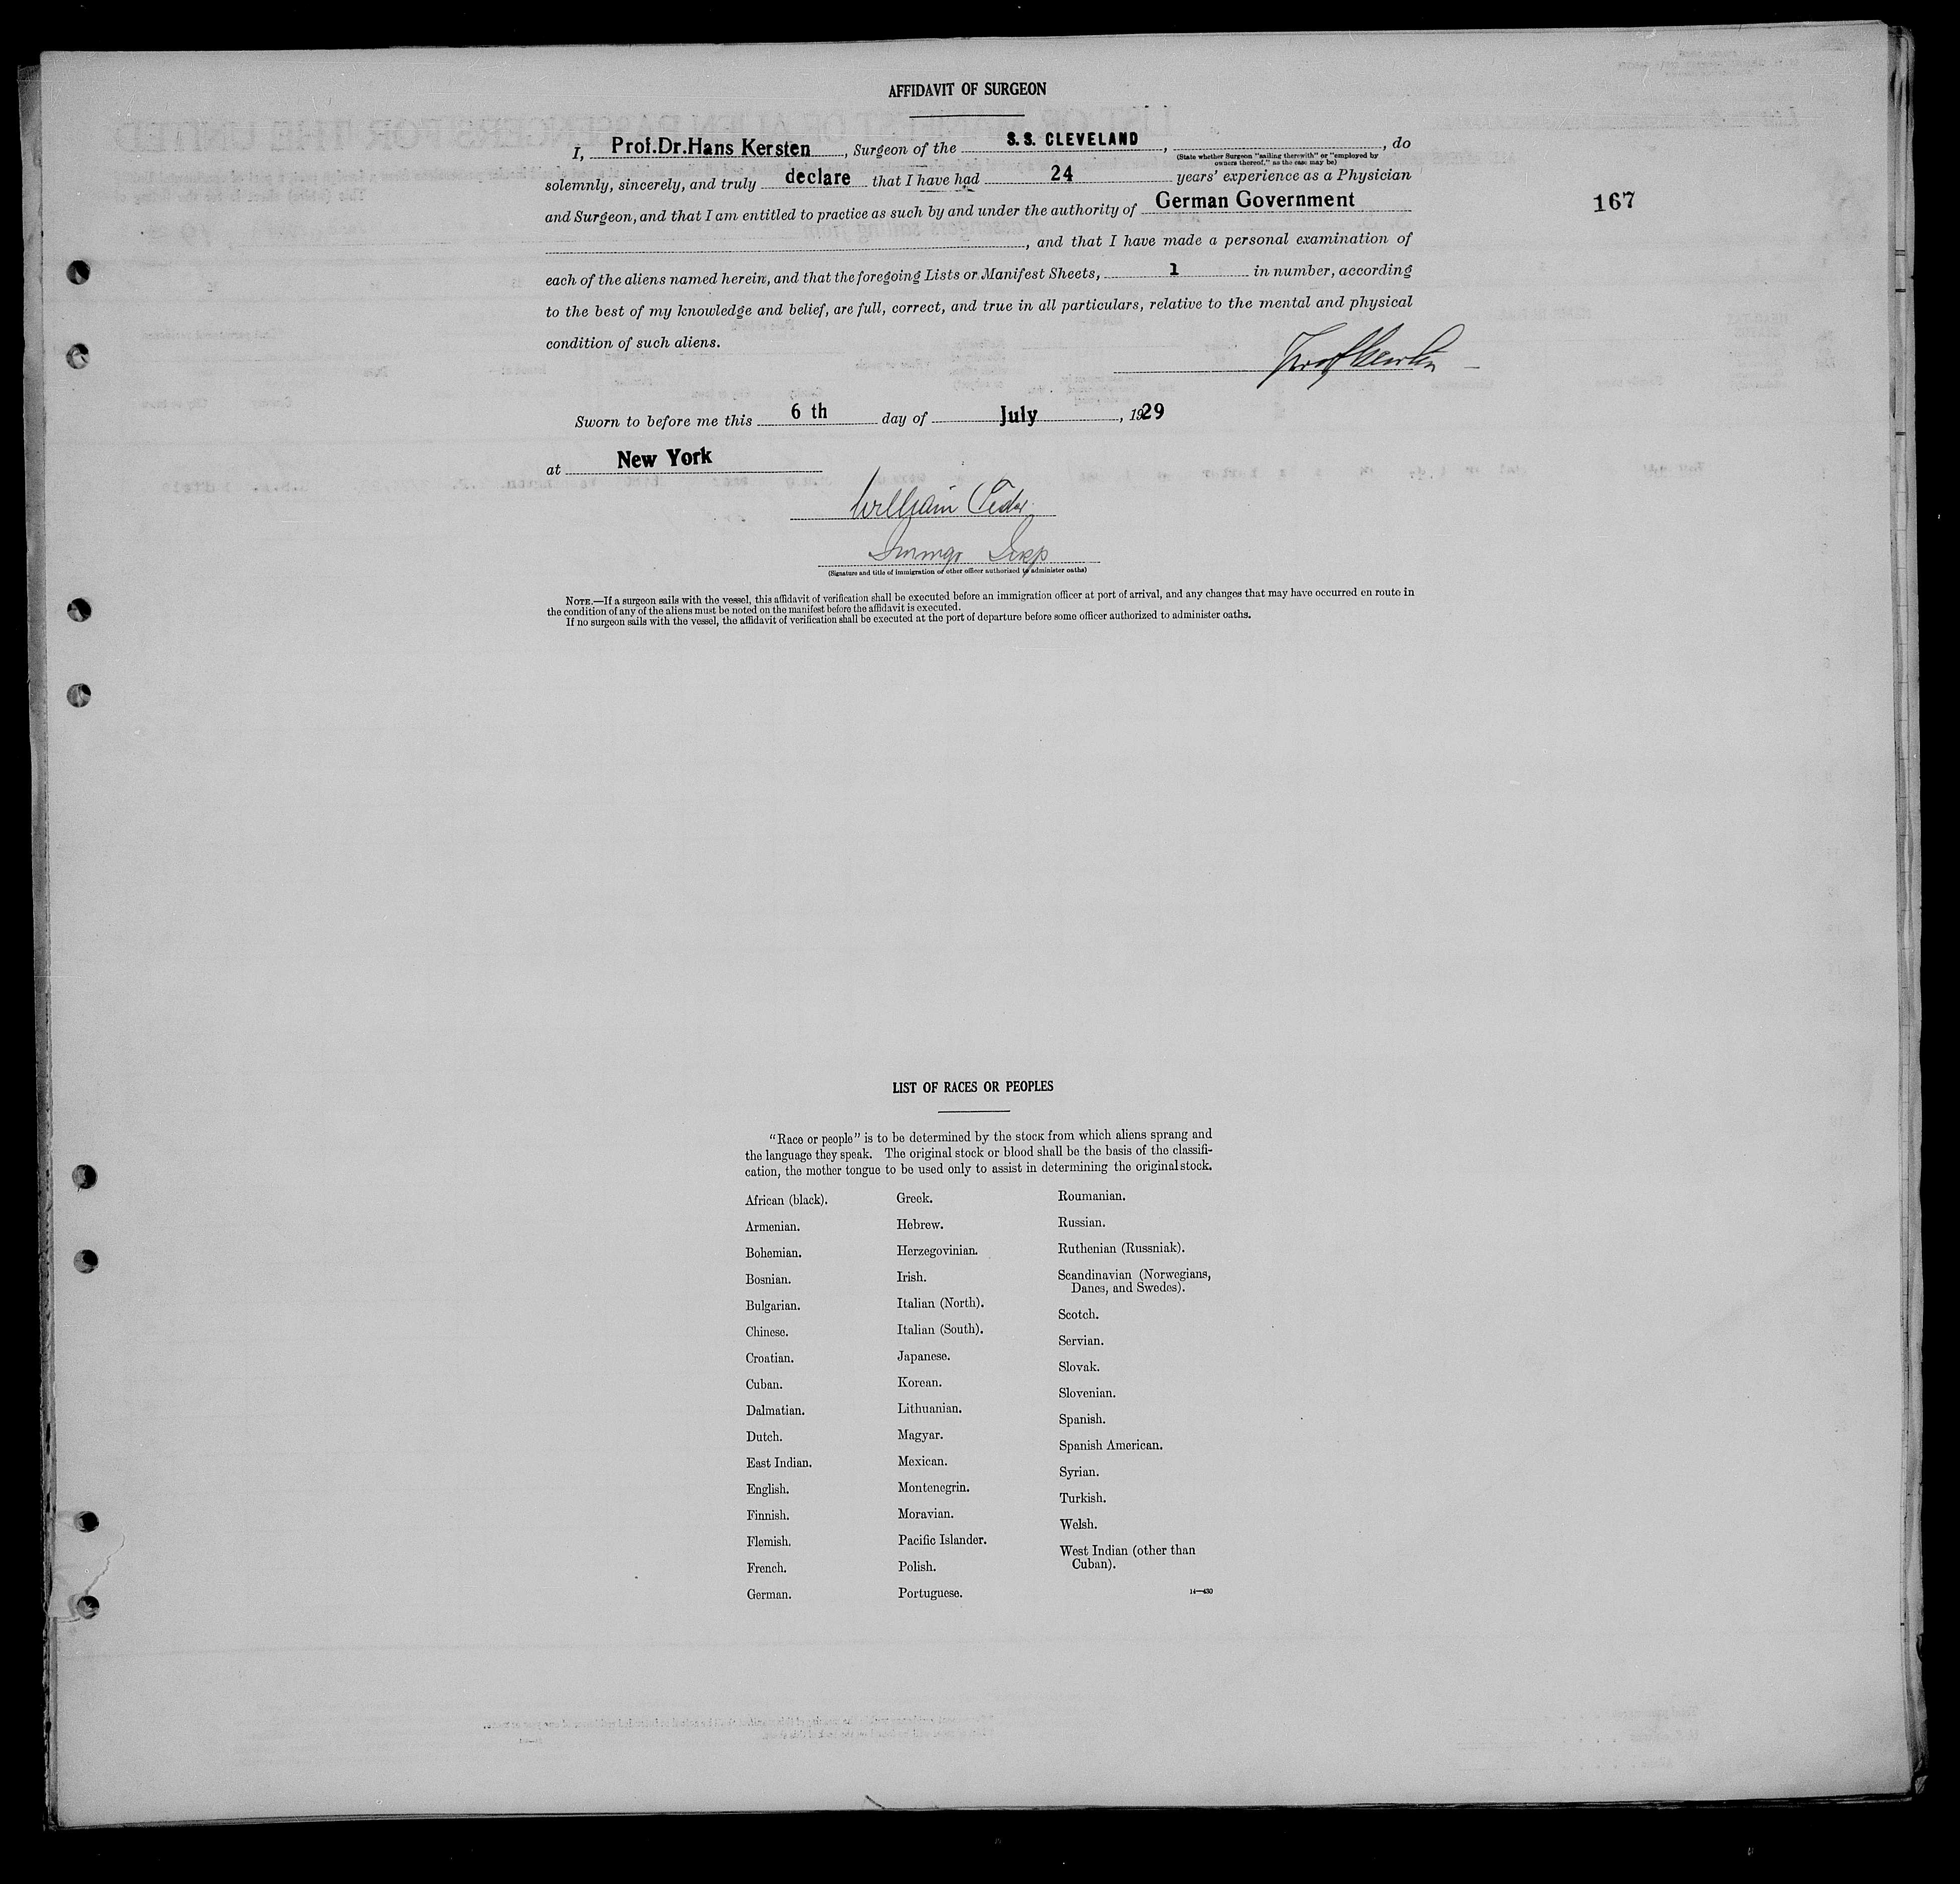 AFFIDAVIT OF SURGEON
I, Prof.Dr.Hans Kersten, Surgeon of the S.S. CLEVELAND, , do
(State whether Surgeon "sailing therewith" or "employed by
owners thereof," as the case may be)
solemnly, sincerely, and truly declare that I have had 24 years' experience as a Physician
and Surgeon, and that I am entitled to practice as such by and under the authority of German Government
167
, and that I have made a personal examination of
each of the aliens named herein, and that the foregoing Lists or Manifest Sheets, 1 in number, according
to the best of my knowledge and belief, are full, correct, and true in all particulars, relative to the mental and physical
condition of such aliens.
Sworn to before me this 6 th day of July, 1929
at New York
William
(Signature and title of immigration or other officer authorized to administer oaths)
NOTE.—If a surgeon sails with the vessel, this affidavit of verification shall be executed before an immigration officer at port of arrival, and any changes that may have occurred en route in
the condition of any of the aliens must be noted on the manifest before the affidavit is executed.
If no surgeon sails with the vessel, the affidavit of verification shall be executed at the port of departure before some officer authorized to administer oaths.
LIST OF RACES OR PEOPLES
"Race or people" is to be determined by the stock from which aliens sprang and
the language they speak. The original stock or blood shall be the basis of the classifi-
cation, the mother tongue to be used only to assist in determining the original stock.
African (black).
Armenian.
Bohemian.
Bosnian.
Bulgarian.
Chinese.
Croatian.
Cuban.
Dalmatian.
Dutch.
East Indian.
English.
Finnish.
Flemish.
French.
German.
Greek.
Hebrew.
Herzegovinian.
Irish.
Italian (North).
Italian (South).
Japanese.
Korean.
Lithuanian.
Magyar.
Mexican.
Montenegrin.
Moravian.
Pacific Islander.
Polish.
Portuguese.
Roumanian.
Russian.
Ruthenian (Russniak).
Scandinavian (Norwegians,
Danes, and Swedes).
Scotch.
Servian.
Slovak.
Slovenian.
Spanish.
Spanish American.
Syrian.
Turkish.
Welsh.
West Indian (other than
Cuban).
14—430